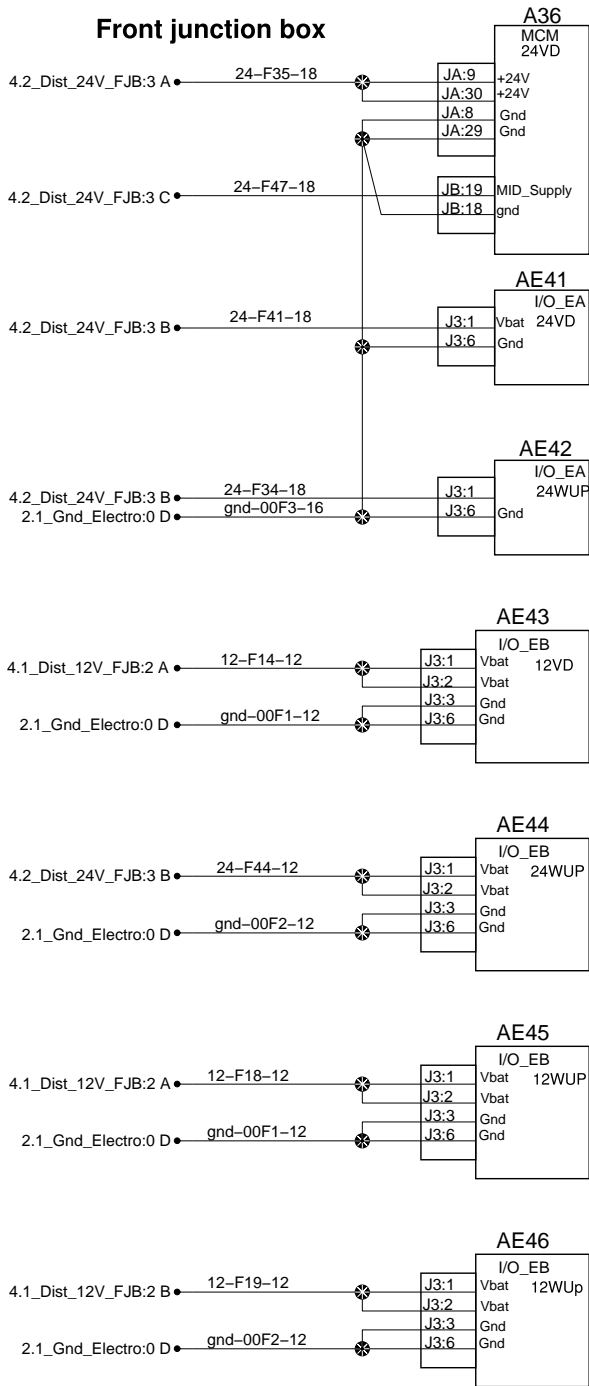 Front junction box
A36
MCM
24VD
4.2_Dist_24V_FJB:3 A 24–F35–18 JA:9 +24V
JA:30 +24V
JA:8 Gnd
JA:29 Gnd
4.2_Dist_24V_FJB:3 C 24–F47–18 JB:19 MID_Supply
JB:18 gnd
AE41
I/O_EA
4.2_Dist_24V_FJB:3 B 24–F41–18 J3:1 Vbat 24VD
J3:6 Gnd
AE42
I/O_EA
4.2_Dist_24V_FJB:3 B 24–F34–18 J3:1 24WUP
2.1_Gnd_Electro:0 D gnd–00F3–16 J3:6 Gnd
AE43
I/O_EB
4.1_Dist_12V_FJB:2 A 12–F14–12 J3:1 Vbat 12VD
J3:2 Vbat
J3:3 Gnd
2.1_Gnd_Electro:0 D gnd–00F1–12 J3:6 Gnd
AE44
I/O_EB
4.2_Dist_24V_FJB:3 B 24–F44–12 J3:1 Vbat 24WUP
J3:2 Vbat
J3:3 Gnd
2.1_Gnd_Electro:0 D gnd–00F2–12 J3:6 Gnd
AE45
I/O_EB
4.1_Dist_12V_FJB:2 A 12–F18–12 J3:1 Vbat 12WUP
J3:2 Vbat
J3:3 Gnd
2.1_Gnd_Electro:0 D gnd–00F1–12 J3:6 Gnd
AE46
I/O_EB
4.1_Dist_12V_FJB:2 B 12–F19–12 J3:1 Vbat 12WUp
J3:2 Vbat
J3:3 Gnd
2.1_Gnd_Electro:0 D gnd–00F2–12 J3:6 Gnd